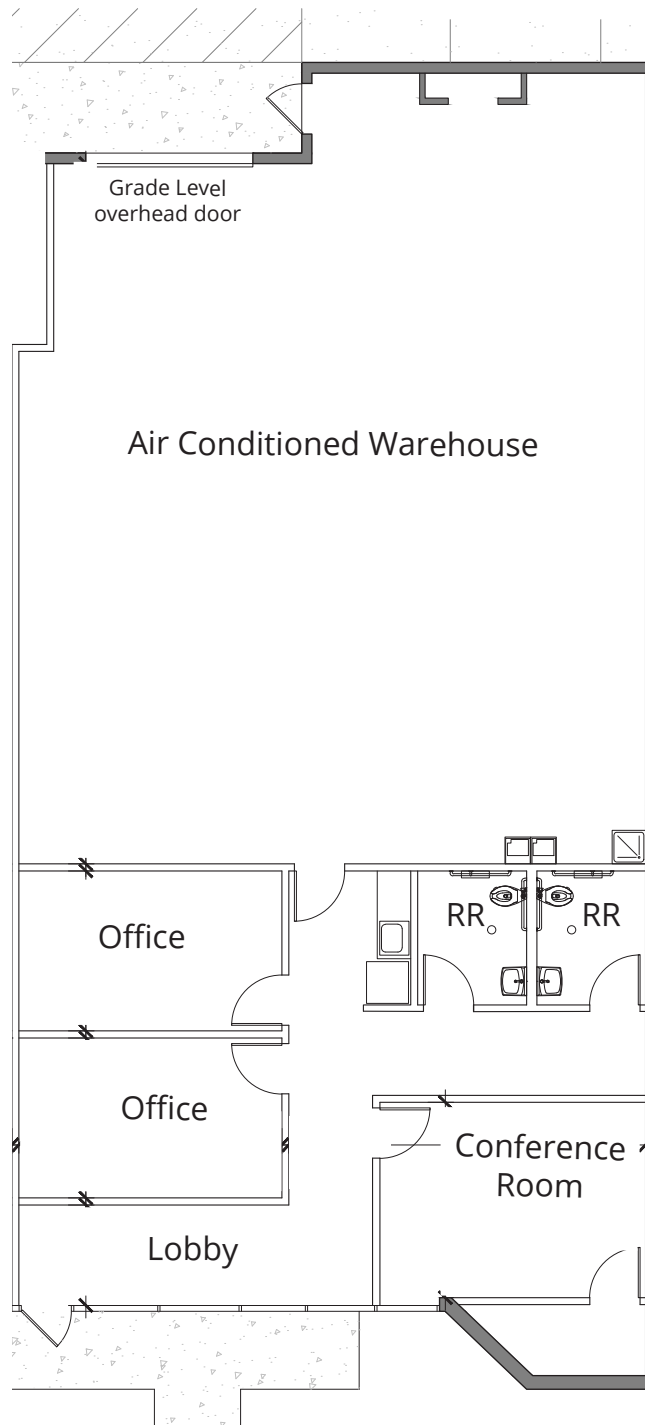 Grade Level
overhead door
Air Conditioned Warehouse
RR
RR
Office
Office
Conference
Room
Lobby